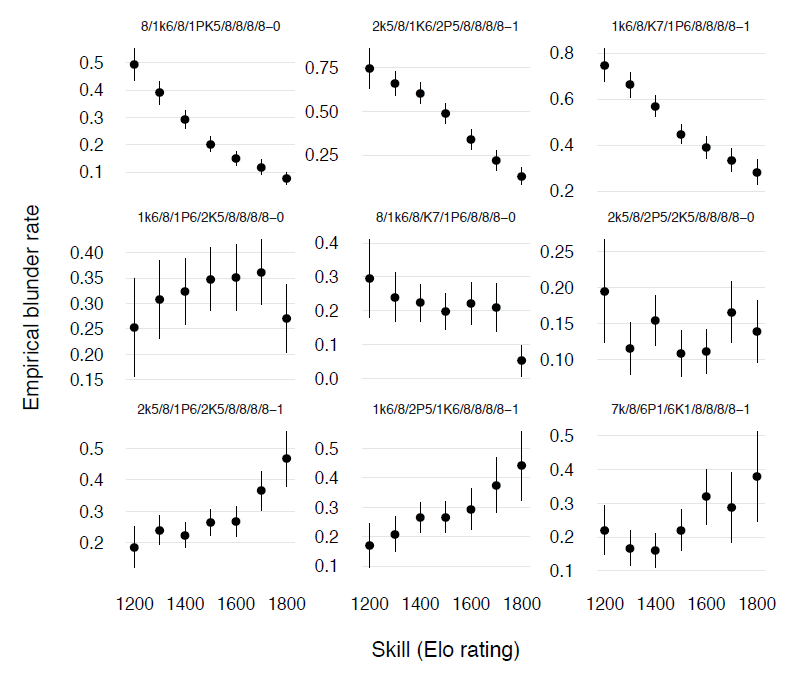 8/1k6/8/1PK5/8/8/8/8−0
2k5/8/1K6/2P5/8/8/8/8−1
1k6/8/K7/1P6/8/8/8/8−1
0.5
0.4
0.3
0.2
0.1
0.75
0.50
0.25
0.8
0.6
0.4
0.2
1k6/8/1P6/2K5/8/8/8/8−0
8/1k6/8/K7/1P6/8/8/8−0
2k5/8/2P5/2K5/8/8/8/8−0
0.40
0.35
0.30
0.25
0.20
0.15
0.4
0.3
0.2
0.1
0.0
0.25
0.20
0.15
0.10
2k5/8/1P6/2K5/8/8/8/8−1
1k6/8/2P5/1K6/8/8/8/8−1
7k/8/6P1/6K1/8/8/8/8−1
0.5
0.4
0.3
0.2
0.5
0.4
0.3
0.2
0.1
0.5
0.4
0.3
0.2
0.1
1200 1400 1600 1800
1200 1400 1600 1800
1200 1400 1600 1800
Empirical blunder rate
Skill (Elo rating)